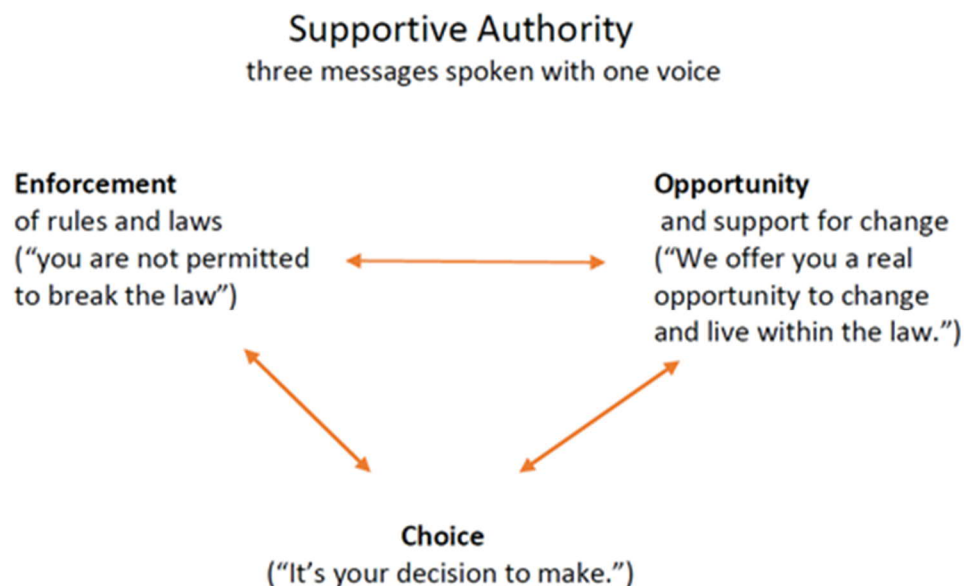 Supportive Authority
three messages spoken with one voice
Enforcement
of rules and laws
(“you are not permitted
to break the law”)
Opportunity
and support for change
(“We offer you a real
opportunity to change
and live within the law.”)
Choice
(“It’s your decision to make.”)